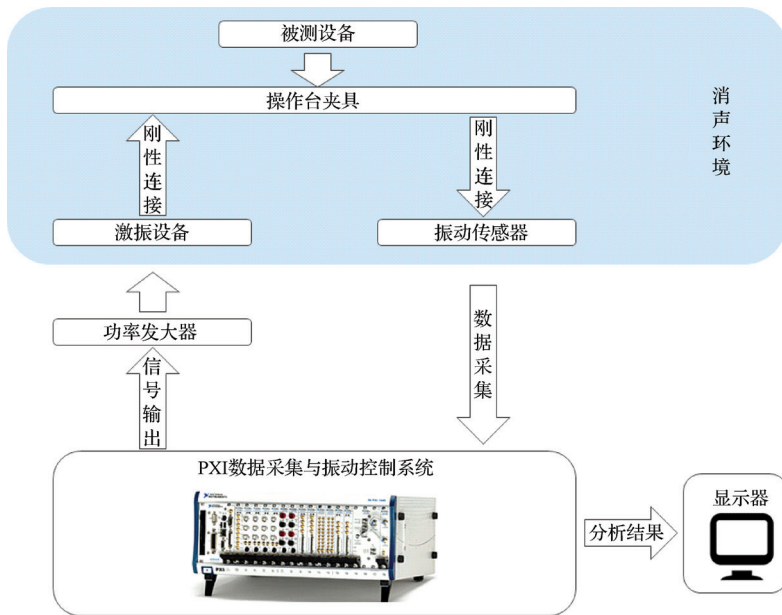 被测设备
操作台夹具
消声环境
刚性连接
刚性连接
激振设备
振动传感器
功率发大器
数据采集
信号输出
PXI数据采集与振动控制系统
显示器
分析结果
PXI